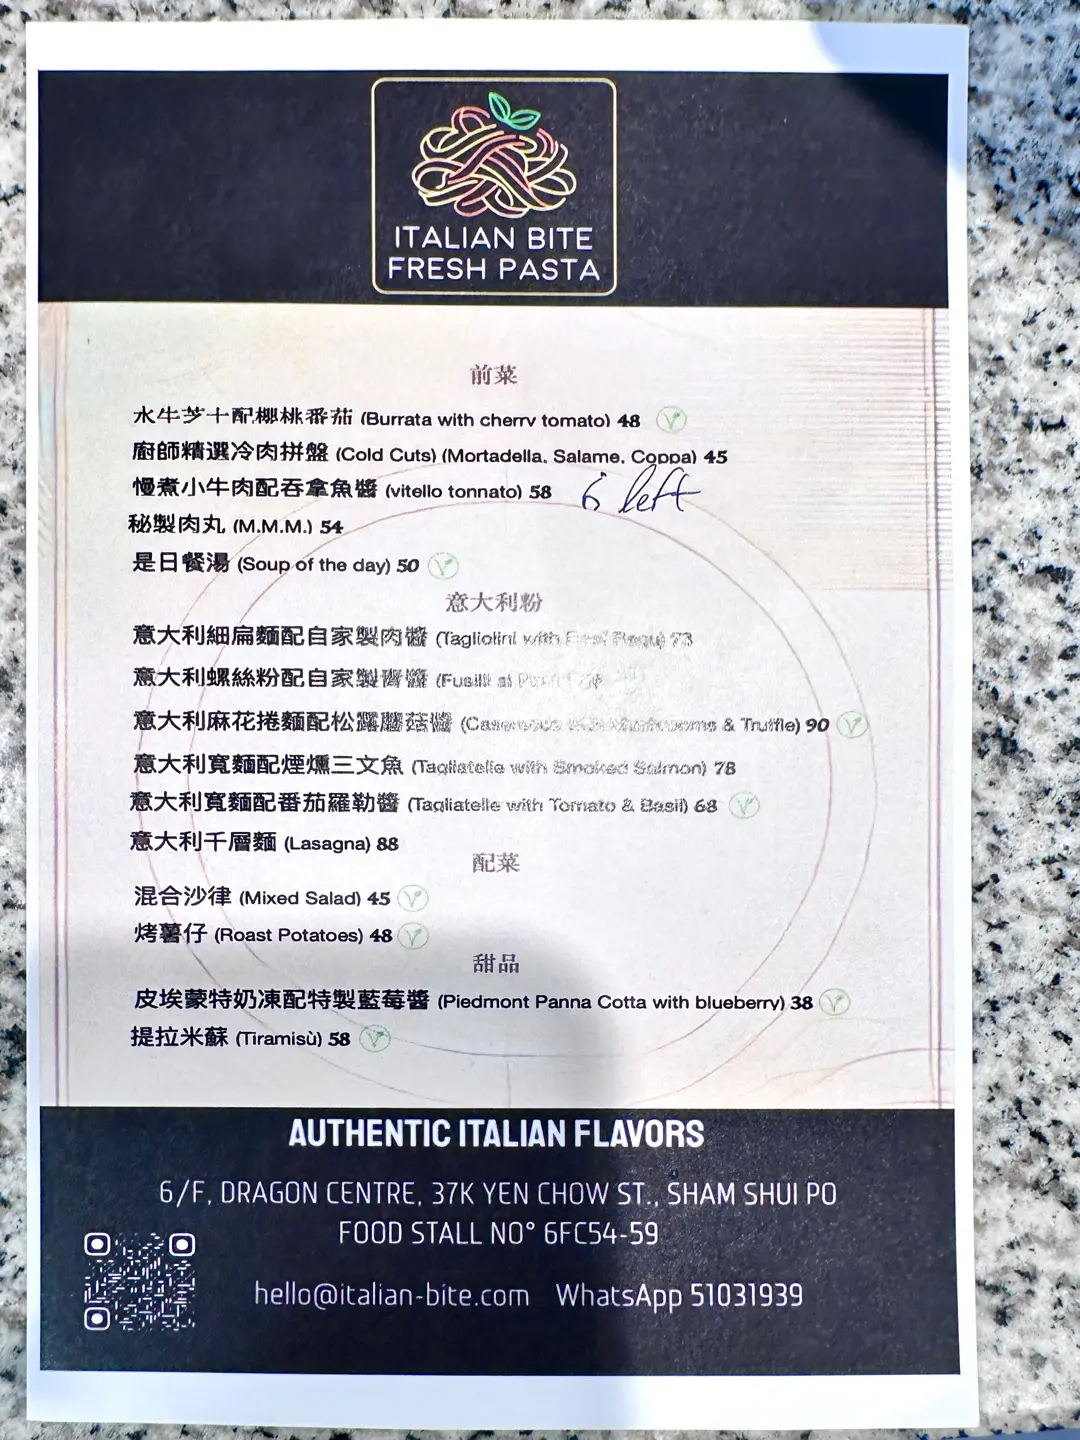 ITALIAN BITE
FRESH PASTA
前菜
水牛芝士配櫻桃番茄 (Burrata with cherry tomato) 48
廚師精選冷肉拼盤 (Cold Cuts) (Mortadella, Salame, Coppa) 45
慢煮小牛肉配吞拿魚醬 (vitello tonnato) 58 6 left
秘製肉丸 (M.M.M.) 54
是日餐湯 (Soup of the day) 50
意大利粉
意大利細扁麵配自家製肉醬 (Tagliolini with Beef Ragu) 73
意大利螺絲粉配自家製青醬 (Fusilli al
意大利麻花捲麵配松露蘑菇醬 (with Mushrooms & Truffle) 90
意大利寬麵配煙燻三文魚 (Tagliatelle with Smoked Salmon) 78
意大利寬麵配番茄羅勒醬 (Tagliatelle with Tomato & Basil) 68
意大利千層麵 (Lasagna) 88
配菜
混合沙律 (Mixed Salad) 45
烤薯仔 (Roast Potatoes) 48
甜品
皮埃蒙特奶凍配特製藍莓醬 (Piedmont Panna Cotta with blueberry) 38
提拉米蘇 (Tiramisù) 58
AUTHENTIC ITALIAN FLAVORS
6/F, DRAGON CENTRE, 37K YEN CHOW ST., SHAM SHUI PO
FOOD STALL NO° 6FC54-59
hello@italian-bite.com WhatsApp 51031939